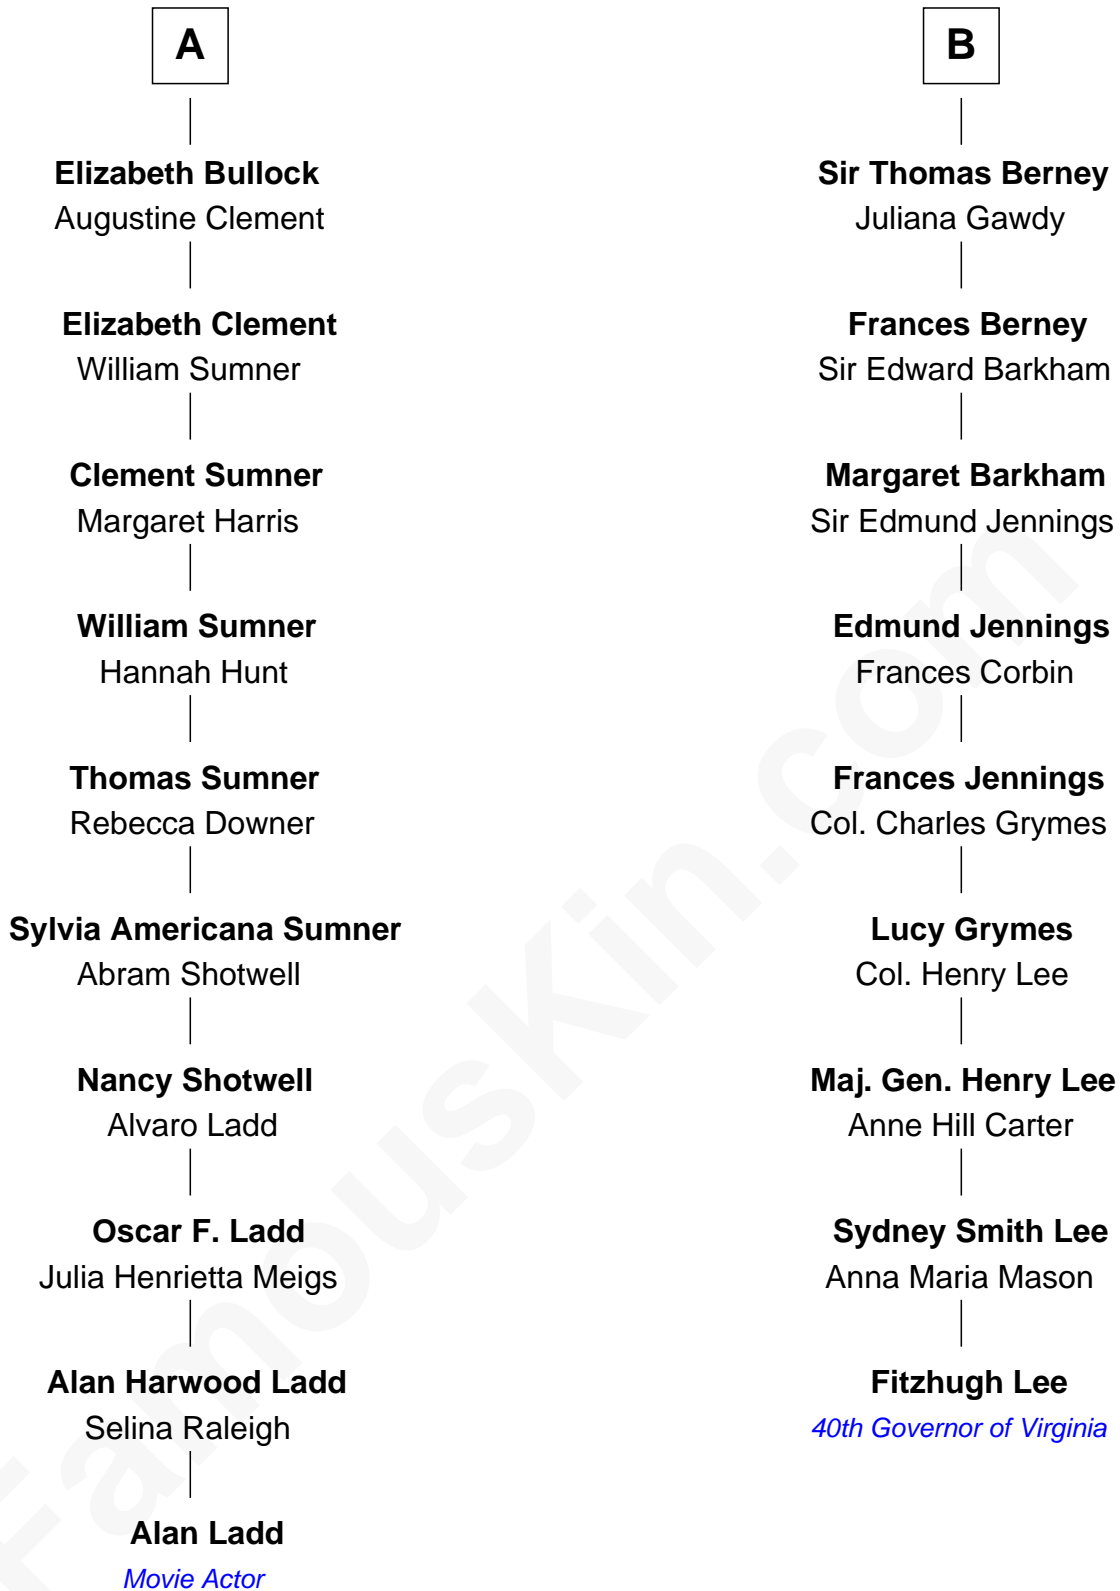 A
Elizabeth Bullock
Augustine Clement
Elizabeth Clement
William Sumner
Clement Sumner
Margaret Harris
William Sumner
Hannah Hunt
Thomas Sumner
Rebecca Downer
Sylvia Americana Sumner
Abram Shotwell
Nancy Shotwell
Alvaro Ladd
Oscar F. Ladd
Julia Henrietta Meigs
Alan Harwood Ladd
Selina Raleigh
Alan Ladd
Movie Actor
B
Sir Thomas Berney
Juliana Gawdy
Frances Berney
Sir Edward Barkham
Margaret Barkham
Sir Edmund Jennings
Edmund Jennings
Frances Corbin
Frances Jennings
Col. Charles Grymes
Lucy Grymes
Col. Henry Lee
Maj. Gen. Henry Lee
Anne Hill Carter
Sydney Smith Lee
Anna Maria Mason
Fitzhugh Lee
40th Governor of Virginia
FamousKin.com